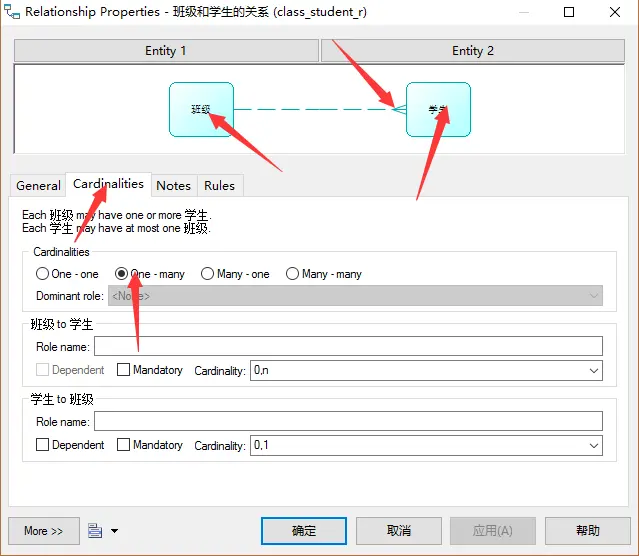 Relationship Properties - 班级和学生的关系 (class_student_r)
Entity 1 Entity 2
班级 学生
General Cardinalities Notes Rules
Each 班级 may have one or more 学生.
Each 学生 may have at most one 班级.
Cardinalities
One - one One - many Many - one Many - many
Dominant role: <None>
班级 to 学生
Role name:
Dependent Mandatory Cardinality: 0,n
学生 to 班级
Role name:
Dependent Mandatory Cardinality: 0,1
More >> 确定 取消 应用(A) 帮助